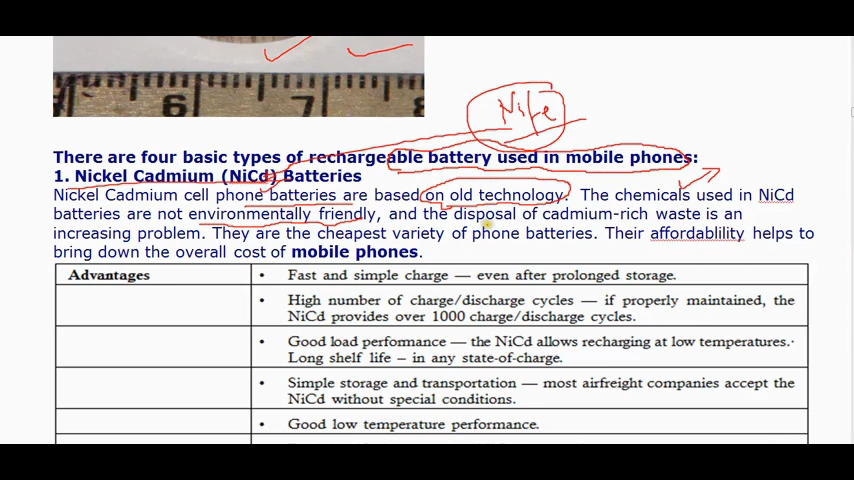 6 7 8
NiFe
There are four basic types of rechargeable battery used in mobile phones:
1. Nickel Cadmium (NiCd) Batteries
Nickel Cadmium cell phone batteries are based on old technology. The chemicals used in NiCd
batteries are not environmentally friendly, and the disposal of cadmium-rich waste is an
increasing problem. They are the cheapest variety of phone batteries. Their affordablility helps to
bring down the overall cost of mobile phones.
Advantages • Fast and simple charge — even after prolonged storage.
• High number of charge/discharge cycles — if properly maintained, the
NiCd provides over 1000 charge/discharge cycles.
• Good load performance — the NiCd allows recharging at low temperatures.
Long shelf life – in any state-of-charge.
• Simple storage and transportation — most airfreight companies accept the
NiCd without special conditions.
• Good low temperature performance.